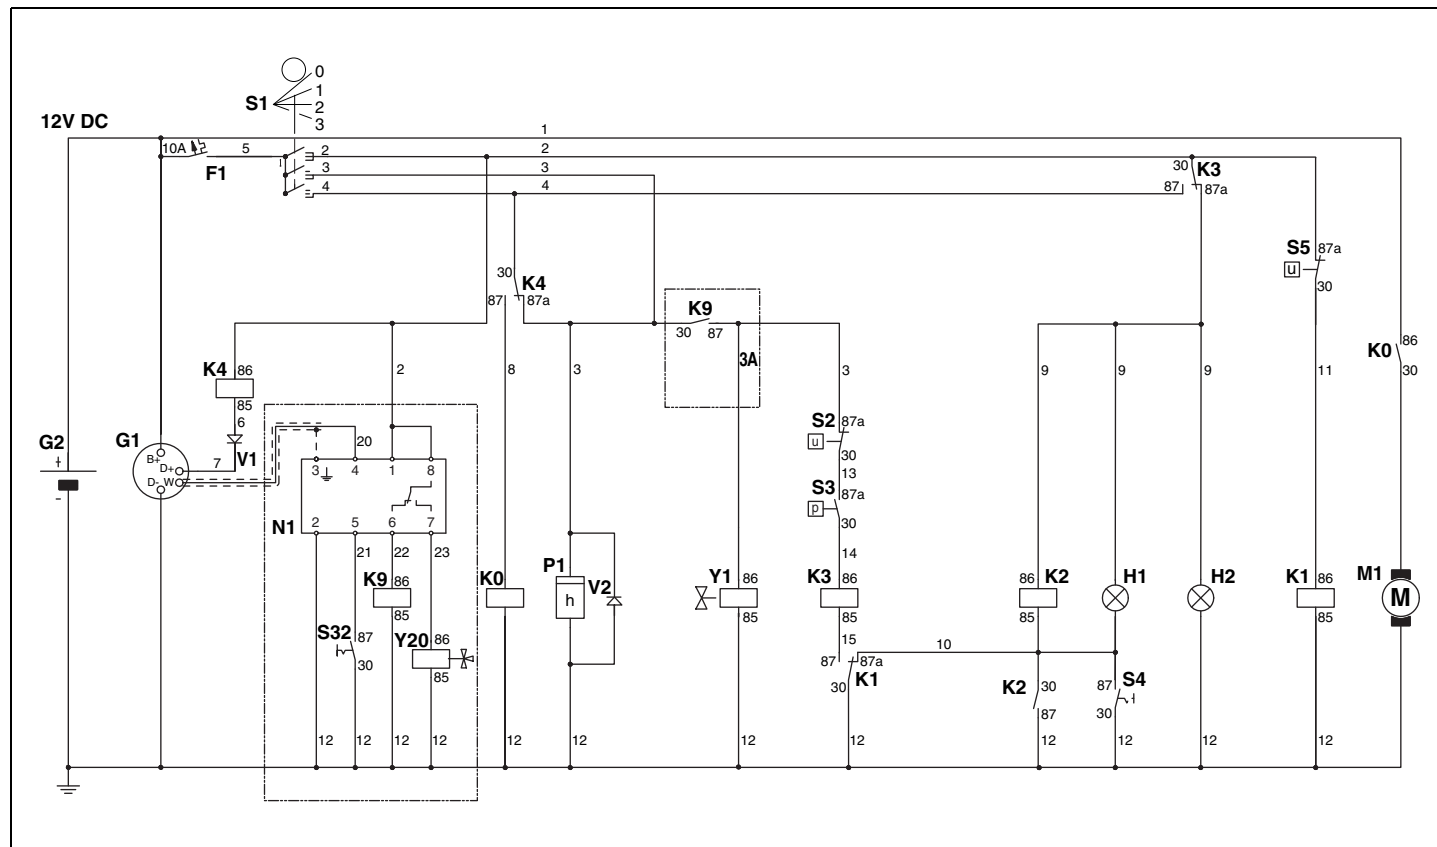 0
1
S1
2
3
12V DC
1
10A
5
2
2
F1
3
3
4
4
30
K3
87
87a
S5
87a
u
30
30
K4
87
87a
K9
30
87
3A
86
K0
30
K4
86
85
2
8
3
3
9
9
9
11
6
20
S2
87a
u
30
G2
+
-
G1
B+
D+
D-
W
7
V1
3
4
1
8
13
S3
87a
p
30
N1
2
5
6
7
21
22
23
14
K9
86
85
K0
P1
h
V2
Y1
86
85
K3
86
85
86
K2
85
H1
H2
K1
86
85
M1
M
S32
87
30
Y20
86
85
15
10
87
87a
30
K1
K2
30
87
87
S4
30
12
12
12
12
12
12
12
12
12
12
12
12